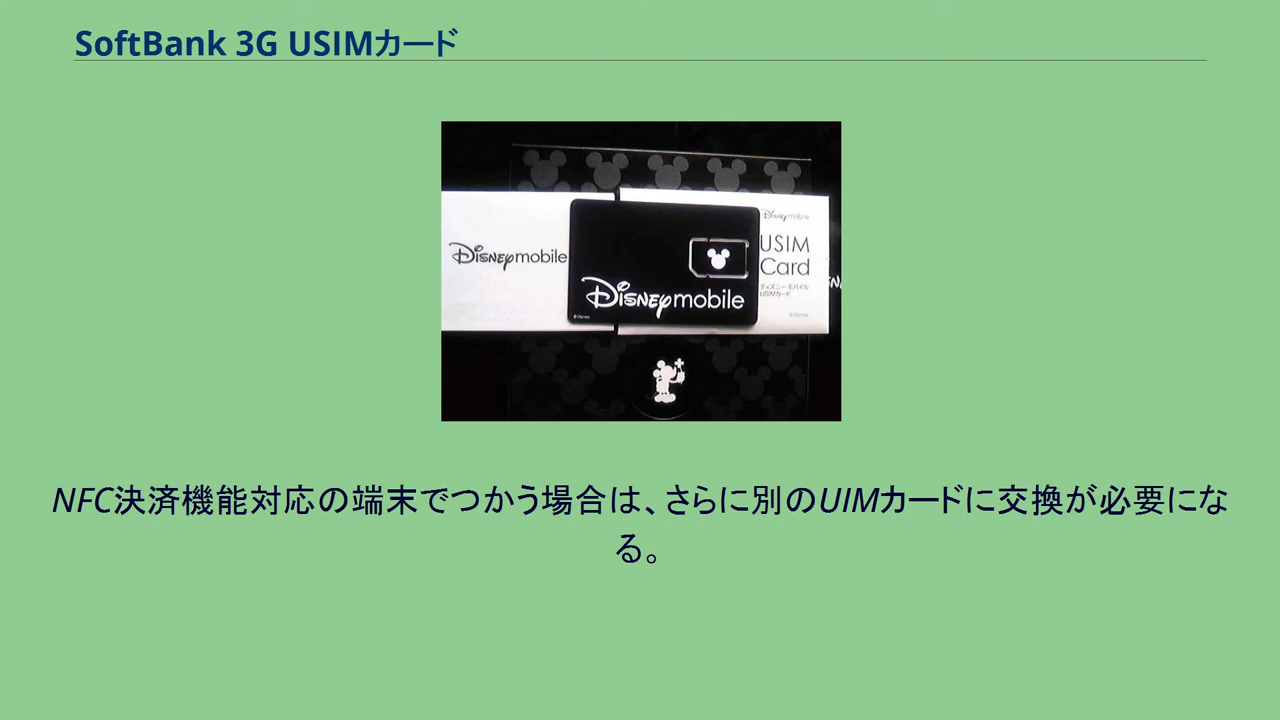 SoftBank 3G USIMカード
Disneymobile
Disneymobile
USIM
Card
ディズニー・モバイル
USIMカード
© Disney
Disneymobile
© Disney
NFC決済機能対応の端末でつかう場合は、さらに別のUIMカードに交換が必要にな
る。